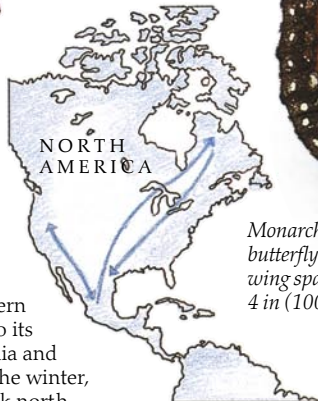 NORTH
AMERICA
Monarch
butterfly
wing spa
4 in (100
ern
o its
ia and
he winter,
k north